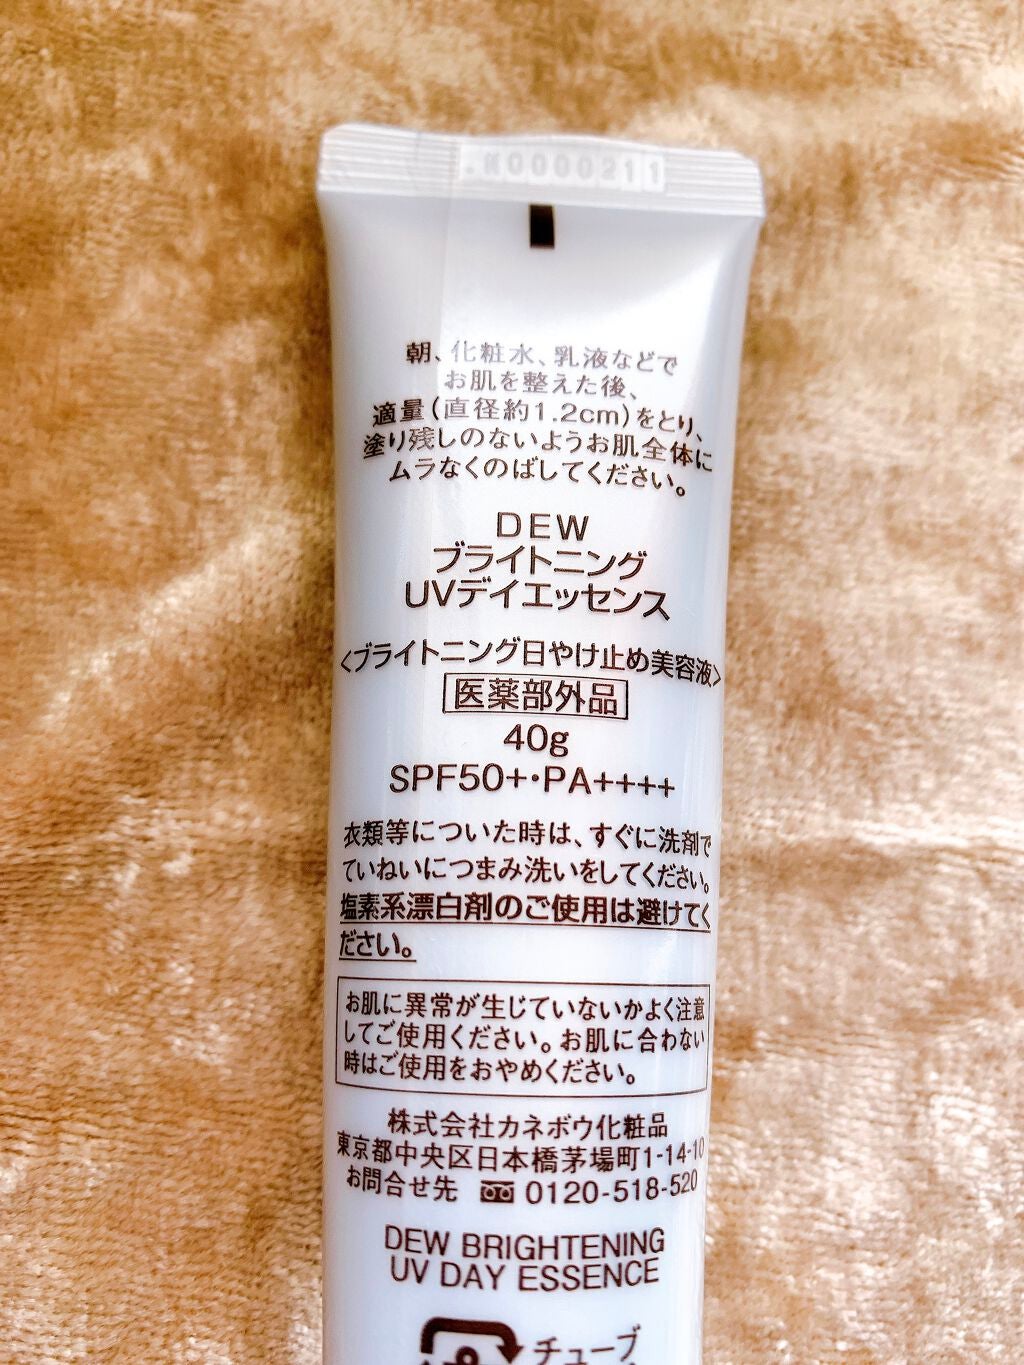 .N0000211
朝、化粧水、乳液などで
お肌を整えた後、
適量(直径約1.2cm)をとり、
塗り残しのないようお肌全体に
ムラなくのばしてください。
DEW
ブライトニング
UVデイエッセンス
<ブライトニング日やけ止め美容液>
医薬部外品
40g
SPF50+・PA++++
衣類等についた時は、すぐに洗剤で
ていねいにつまみ洗いをしてください。
塩素系漂白剤のご使用は避けてく
ださい。
お肌に異常が生じていないかよく注意
してご使用ください。お肌に合わない
時はご使用をおやめください。
株式会社カネボウ化粧品
東京都中央区日本橋茅場町1-14-10
お問合せ先 0120-518-520
DEW BRIGHTENING
UV DAY ESSENCE
チューブ